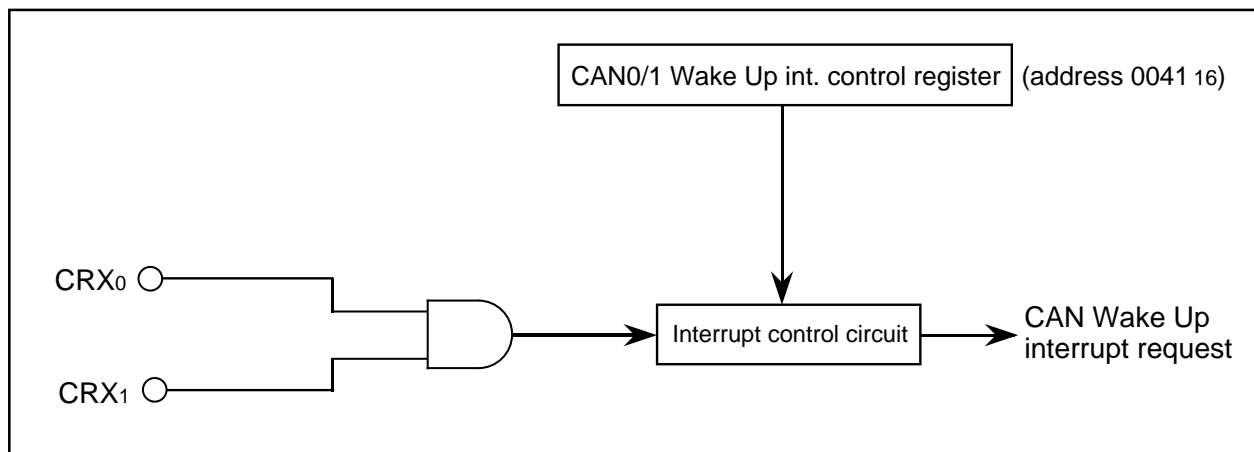 CAN0/1 Wake Up int. control register (address 0041 16)
CRX0
Interrupt control circuit
CAN Wake Up
interrupt request
CRX1